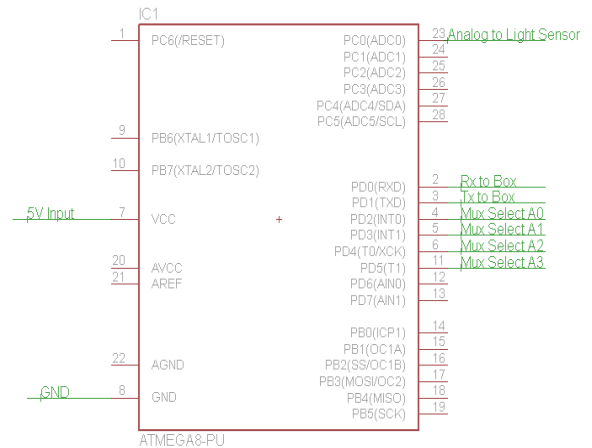 IC1
1 PC6(/RESET) PC0(ADC0) 23 Analog to Light Sensor
PC1(ADC1) 24
PC2(ADC2) 25
PC3(ADC3) 26
PC4(ADC4/SDA) 27
PC5(ADC5/SCL) 28
9 PB6(XTAL1/TOSC1)
10 PB7(XTAL2/TOSC2)
PD0(RXD) 2 Rx to Box
PD1(TXD) 3 Tx to Box
5V Input 7 VCC PD2(INT0) 4 Mux Select A0
PD3(INT1) 5 Mux Select A1
PD4(T0/XCK) 6 Mux Select A2
20 AVCC PD5(T1) 11 Mux Select A3
21 AREF PD6(AIN0) 12
PD7(AIN1) 13
PB0(ICP1) 14
PB1(OC1A) 15
22 AGND PB2(SS/OC1B) 16
PB3(MOSI/OC2) 17
GND 8 GND PB4(MISO) 18
PB5(SCK) 19
ATMEGA8-PU